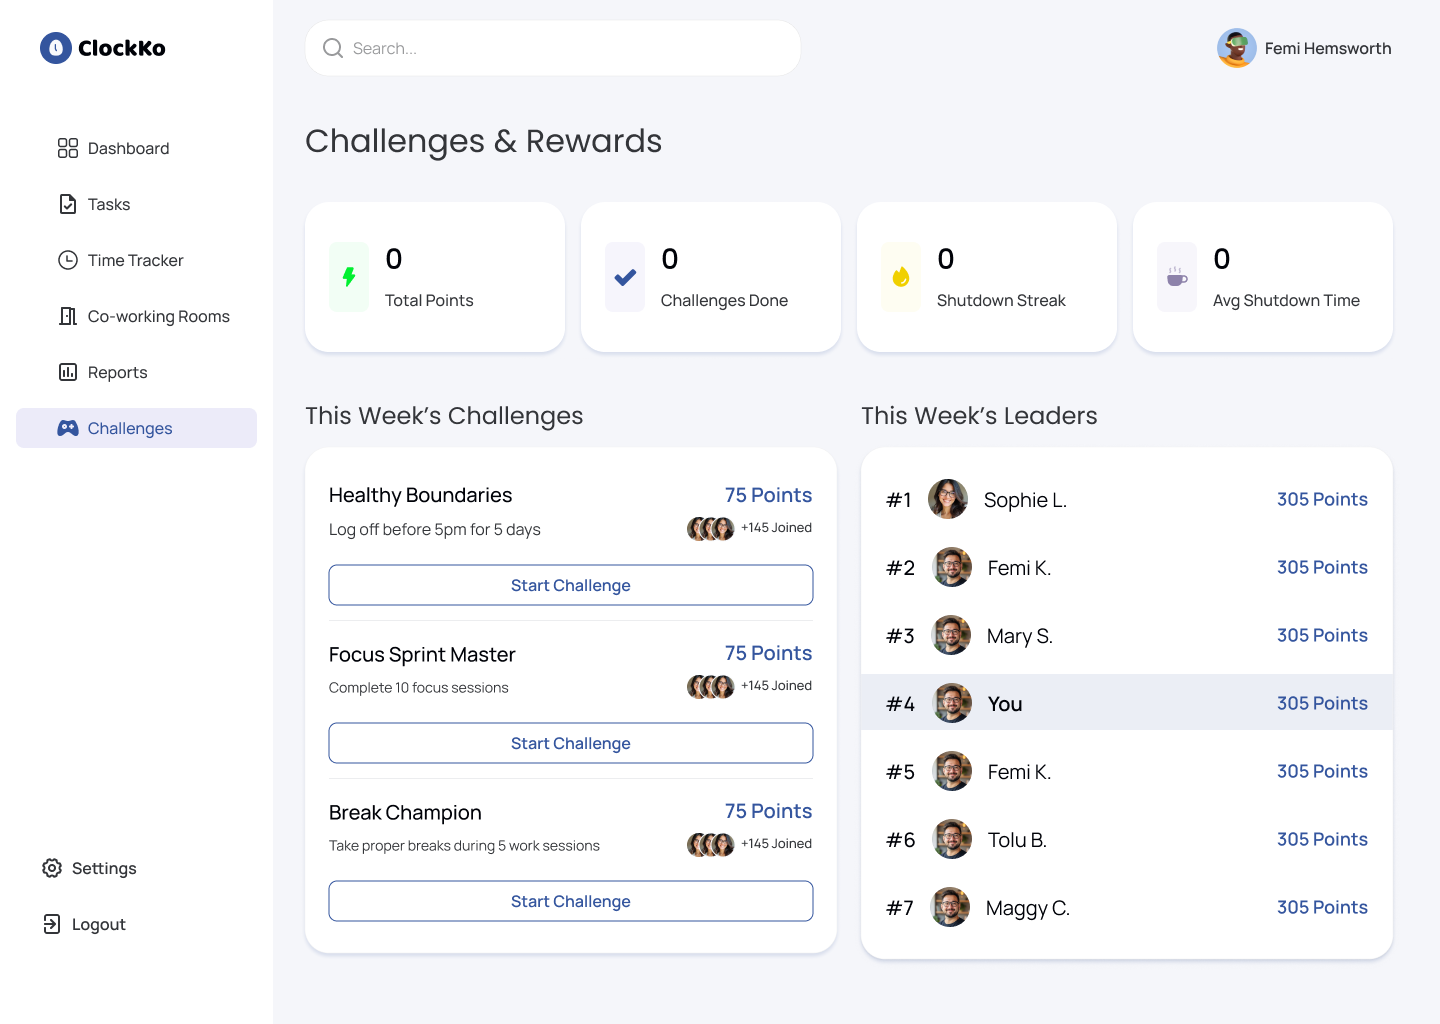 ClockKo
Search...
Femi Hemsworth
Dashboard
Tasks
Time Tracker
Co-working Rooms
Reports
Challenges
Settings
Logout
Challenges & Rewards
0
Total Points
0
Challenges Done
0
Shutdown Streak
0
Avg Shutdown Time
This Week’s Challenges
Healthy Boundaries
75 Points
Log off before 5pm for 5 days
+145 Joined
Start Challenge
Focus Sprint Master
75 Points
Complete 10 focus sessions
+145 Joined
Start Challenge
Break Champion
75 Points
Take proper breaks during 5 work sessions
+145 Joined
Start Challenge
This Week’s Leaders
#1 Sophie L. 305 Points
#2 Femi K. 305 Points
#3 Mary S. 305 Points
#4 You 305 Points
#5 Femi K. 305 Points
#6 Tolu B. 305 Points
#7 Maggy C. 305 Points